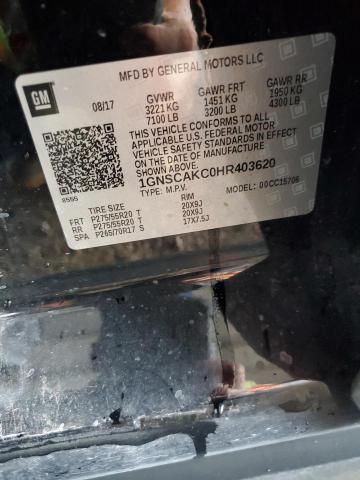 MFD BY GENERAL MOTORS LLC
GM
08/17 GVWR GAWR FRT GAWR RR
3221 KG 1451 KG 1950 KG
7100 LB 3200 LB 4300 LB
THIS VEHICLE CONFORMS TO ALL
APPLICABLE U.S. FEDERAL MOTOR
VEHICLE SAFETY STANDARDS IN EFFECT
ON THE DATE OF MANUFACTURE SHOWN ABOVE.
1GNSCAKC0HR403620
TYPE: M.P.V. MODEL: 00CC15706
8555
TIRE SIZE RIM
FRT P275/55R20 T 20X9J
RR P275/55R20 T 20X9J
SPA P265/70R17 S 17X7.5J